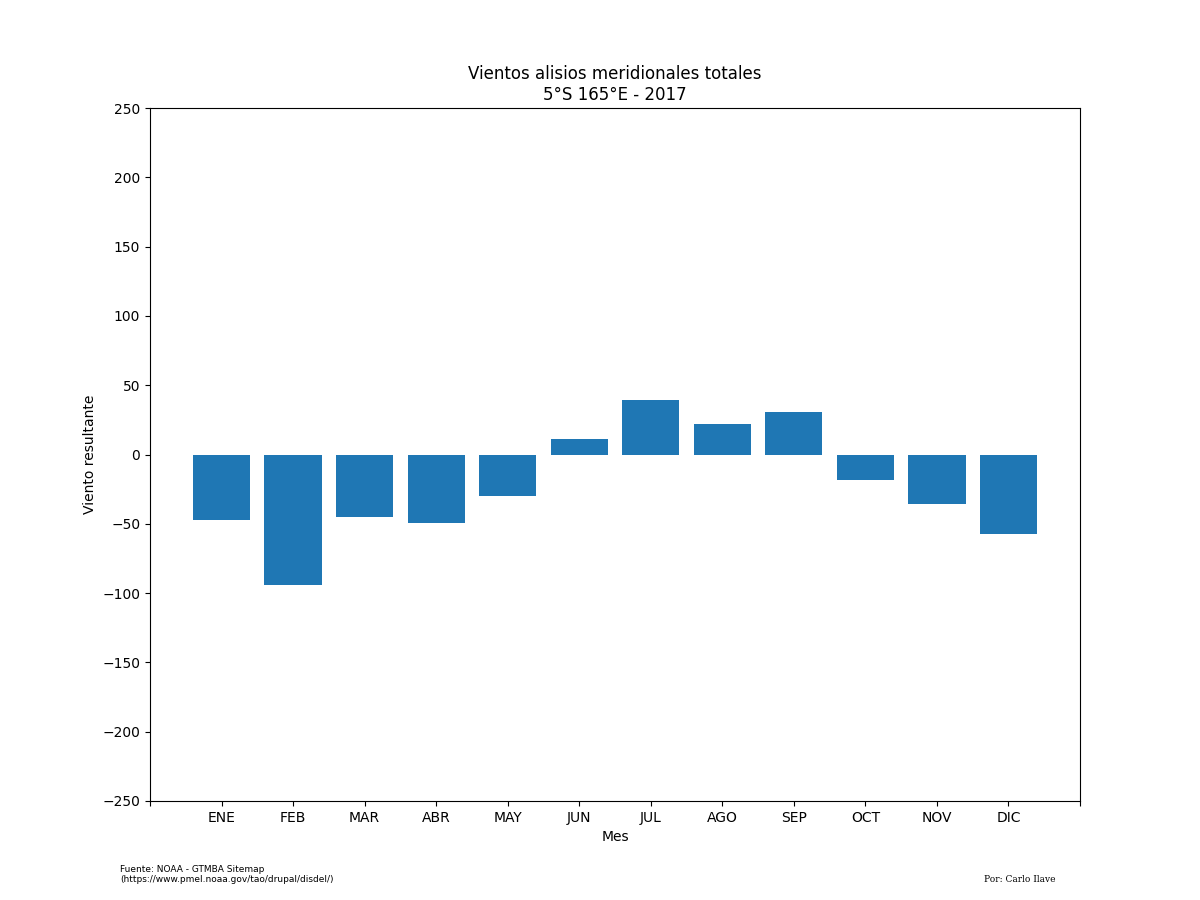 Vientos alisios meridionales totales
5°S 165°E - 2017
250
200
150
100
50
0
−50
−100
−150
−200
−250
Viento resultante
ENE FEB MAR ABR MAY JUN JUL AGO SEP OCT NOV DIC
Mes
Fuente: NOAA - GTMBA Sitemap
(https://www.pmel.noaa.gov/tao/drupal/disdel/)
Por: Carlo Ilave